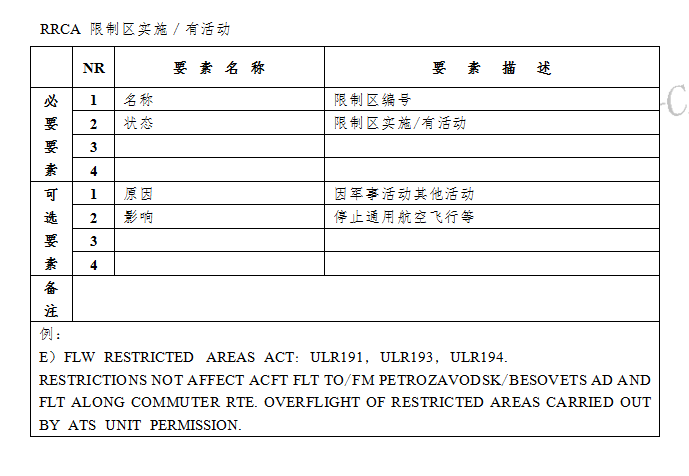 RRCA 限制区实施／有活动
NR 要素名称 要素描述
必要要素
1 名称 限制区编号
2 状态 限制区实施/有活动
3
4
可选要素
1 原因 因军事活动其他活动
2 影响 停止通用航空飞行等
3
4
备注
例：
E）FLW RESTRICTED AREAS ACT：ULR191，ULR193，ULR194.
RESTRICTIONS NOT AFFECT ACFT FLT TO/FM PETROZAVODSK/BESOVETS AD AND
FLT ALONG COMMUTER RTE. OVERFLIGHT OF RESTRICTED AREAS CARRIED OUT
BY ATS UNIT PERMISSION.